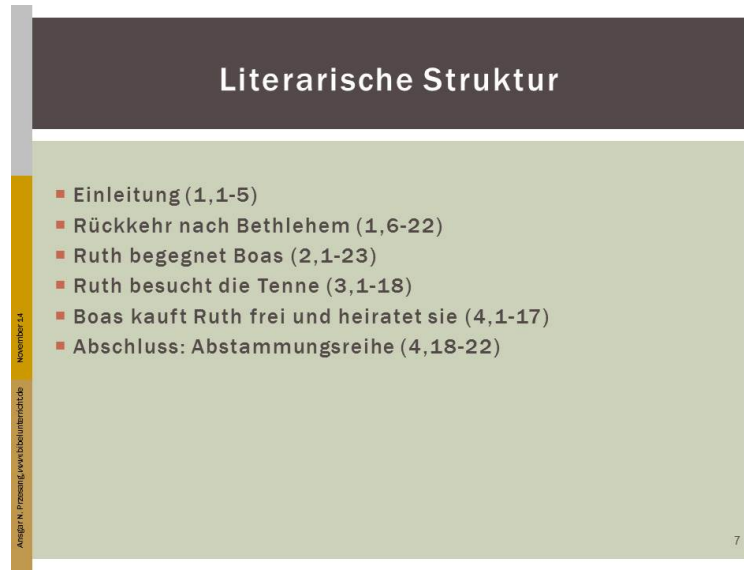 Literarische Struktur
■ Einleitung (1,1-5)
■ Rückkehr nach Bethlehem (1,6-22)
■ Ruth begegnet Boas (2,1-23)
■ Ruth besucht die Tenne (3,1-18)
■ Boas kauft Ruth frei und heiratet sie (4,1-17)
■ Abschluss: Abstammungsreihe (4,18-22)
November 14
Ansgar N. Przesang, www.bibelunterricht.de
7